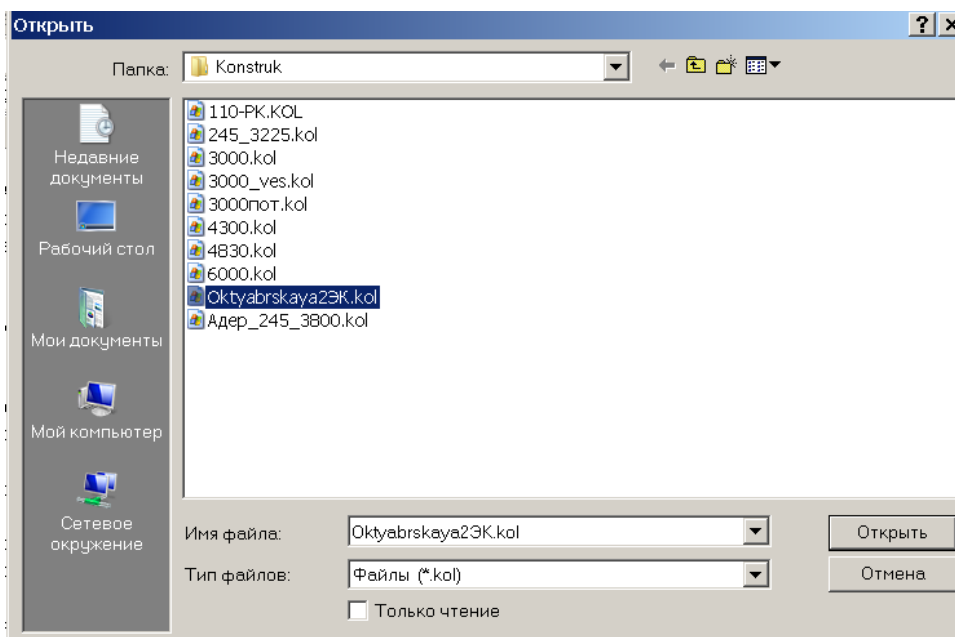 Открыть
Папка: Konstruk
110-PK.KOL
245_3225.kol
3000.kol
3000_ves.kol
3000пот.kol
4300.kol
4830.kol
6000.kol
Oktyabrskaya2ЭК.kol
Адер_245_3800.kol
Недавние
документы
Рабочий стол
Мои документы
Мой компьютер
Сетевое
окружение
Имя файла: Oktyabrskaya2ЭК.kol Открыть
Тип файлов: Файлы (*.kol) Отмена
Только чтение